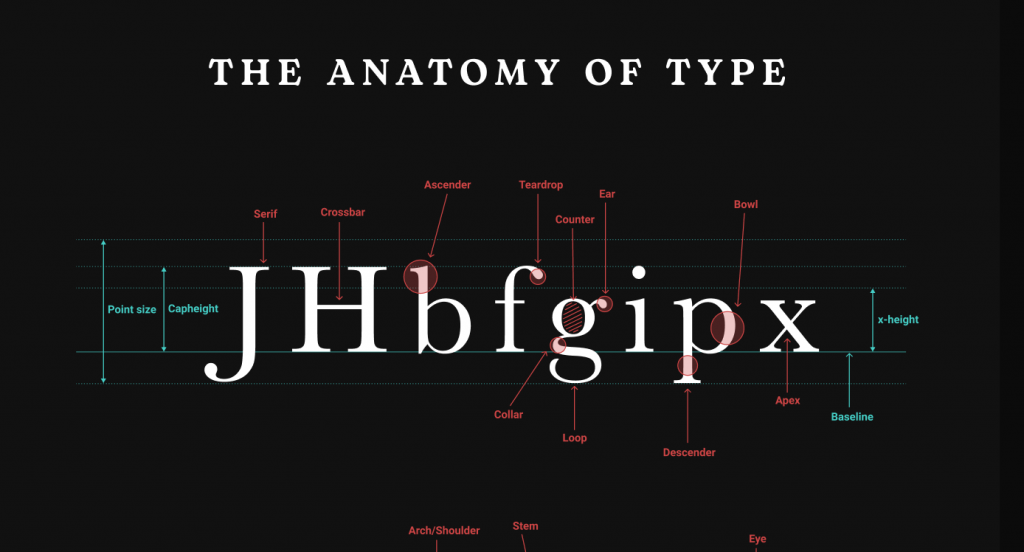 THE ANATOMY OF TYPE
Ascender
Teardrop
Ear
Bowl
Serif
Crossbar
Counter
Point size
Capheight
JHbfgipx
x-height
Collar
Apex
Baseline
Loop
Descender
Arch/Shoulder
Stem
Eye